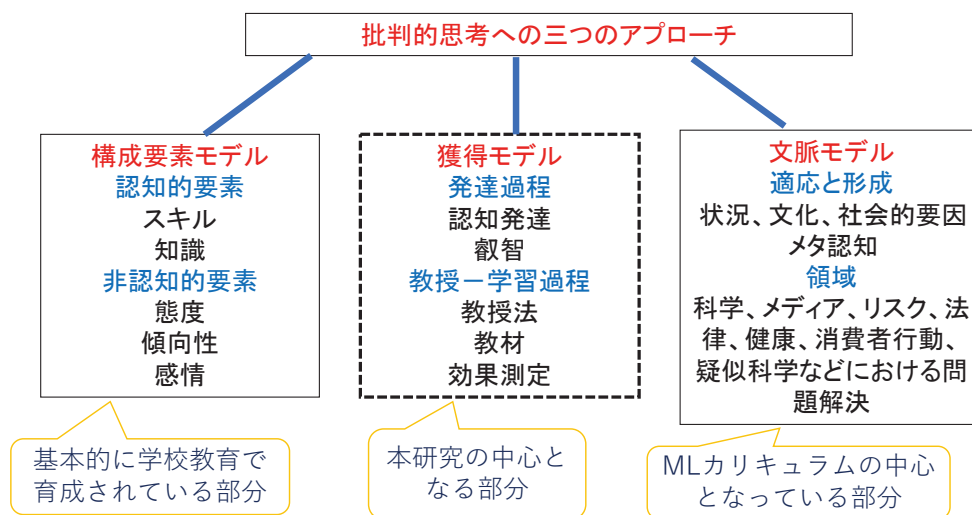 批判的思考への三つのアプローチ
構成要素モデル
認知的要素
スキル
知識
非認知的要素
態度
傾向性
感情
基本的に学校教育で
育成されている部分
獲得モデル
発達過程
認知発達
叡智
教授－学習過程
教授法
教材
効果測定
本研究の中心と
なる部分
文脈モデル
適応と形成
状況、文化、社会的要因
メタ認知
領域
科学、メディア、リスク、法
律、健康、消費者行動、
疑似科学などにおける問
題解決
MLカリキュラムの中心
となっている部分